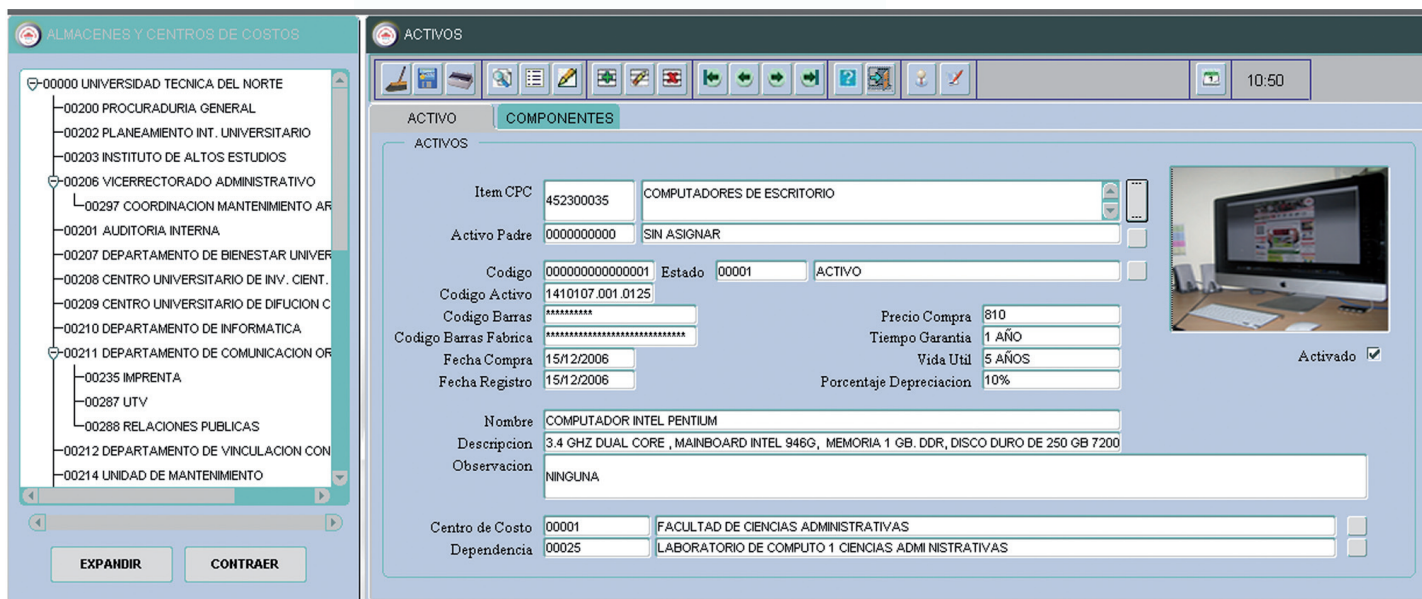 ALMACENES Y CENTROS DE COSTOS
00000 UNIVERSIDAD TECNICA DEL NORTE
00200 PROCURADURIA GENERAL
00202 PLANEAMIENTO INT. UNIVERSITARIO
00203 INSTITUTO DE ALTOS ESTUDIOS
00206 VICERRECTORADO ADMINISTRATIVO
00297 COORDINACION MANTENIMIENTO AR
00201 AUDITORIA INTERNA
00207 DEPARTAMENTO DE BIENESTAR UNIVER
00208 CENTRO UNIVERSITARIO DE INV. CIENT.
00209 CENTRO UNIVERSITARIO DE DIFUCION C
00210 DEPARTAMENTO DE INFORMATICA
00211 DEPARTAMENTO DE COMUNICACION OR
00235 IMPRENTA
00287 UTV
00288 RELACIONES PUBLICAS
00212 DEPARTAMENTO DE VINCULACION CON
00214 UNIDAD DE MANTENIMIENTO
EXPANDIR CONTRAER
ACTIVOS
10:50
ACTIVO COMPONENTES
ACTIVOS
Item CPC 452300035 COMPUTADORES DE ESCRITORIO
Activo Padre 0000000000 SIN ASIGNAR
Codigo 000000000000001 Estado 00001 ACTIVO
Codigo Activo 1410107.001.0125
Codigo Barras ********** Precio Compra 810
Codigo Barras Fabrica ****************************** Tiempo Garantia 1 AÑO
Fecha Compra 15/12/2006 Vida Util 5 AÑOS
Fecha Registro 15/12/2006 Porcentaje Depreciacion 10%
Activado
Nombre COMPUTADOR INTEL PENTIUM
Descripcion 3.4 GHZ DUAL CORE , MAINBOARD INTEL 946G, MEMORIA 1 GB. DDR, DISCO DURO DE 250 GB 7200
Observacion NINGUNA
Centro de Costo 00001 FACULTAD DE CIENCIAS ADMINISTRATIVAS
Dependencia 00025 LABORATORIO DE COMPUTO 1 CIENCIAS ADMI NISTRATIVAS